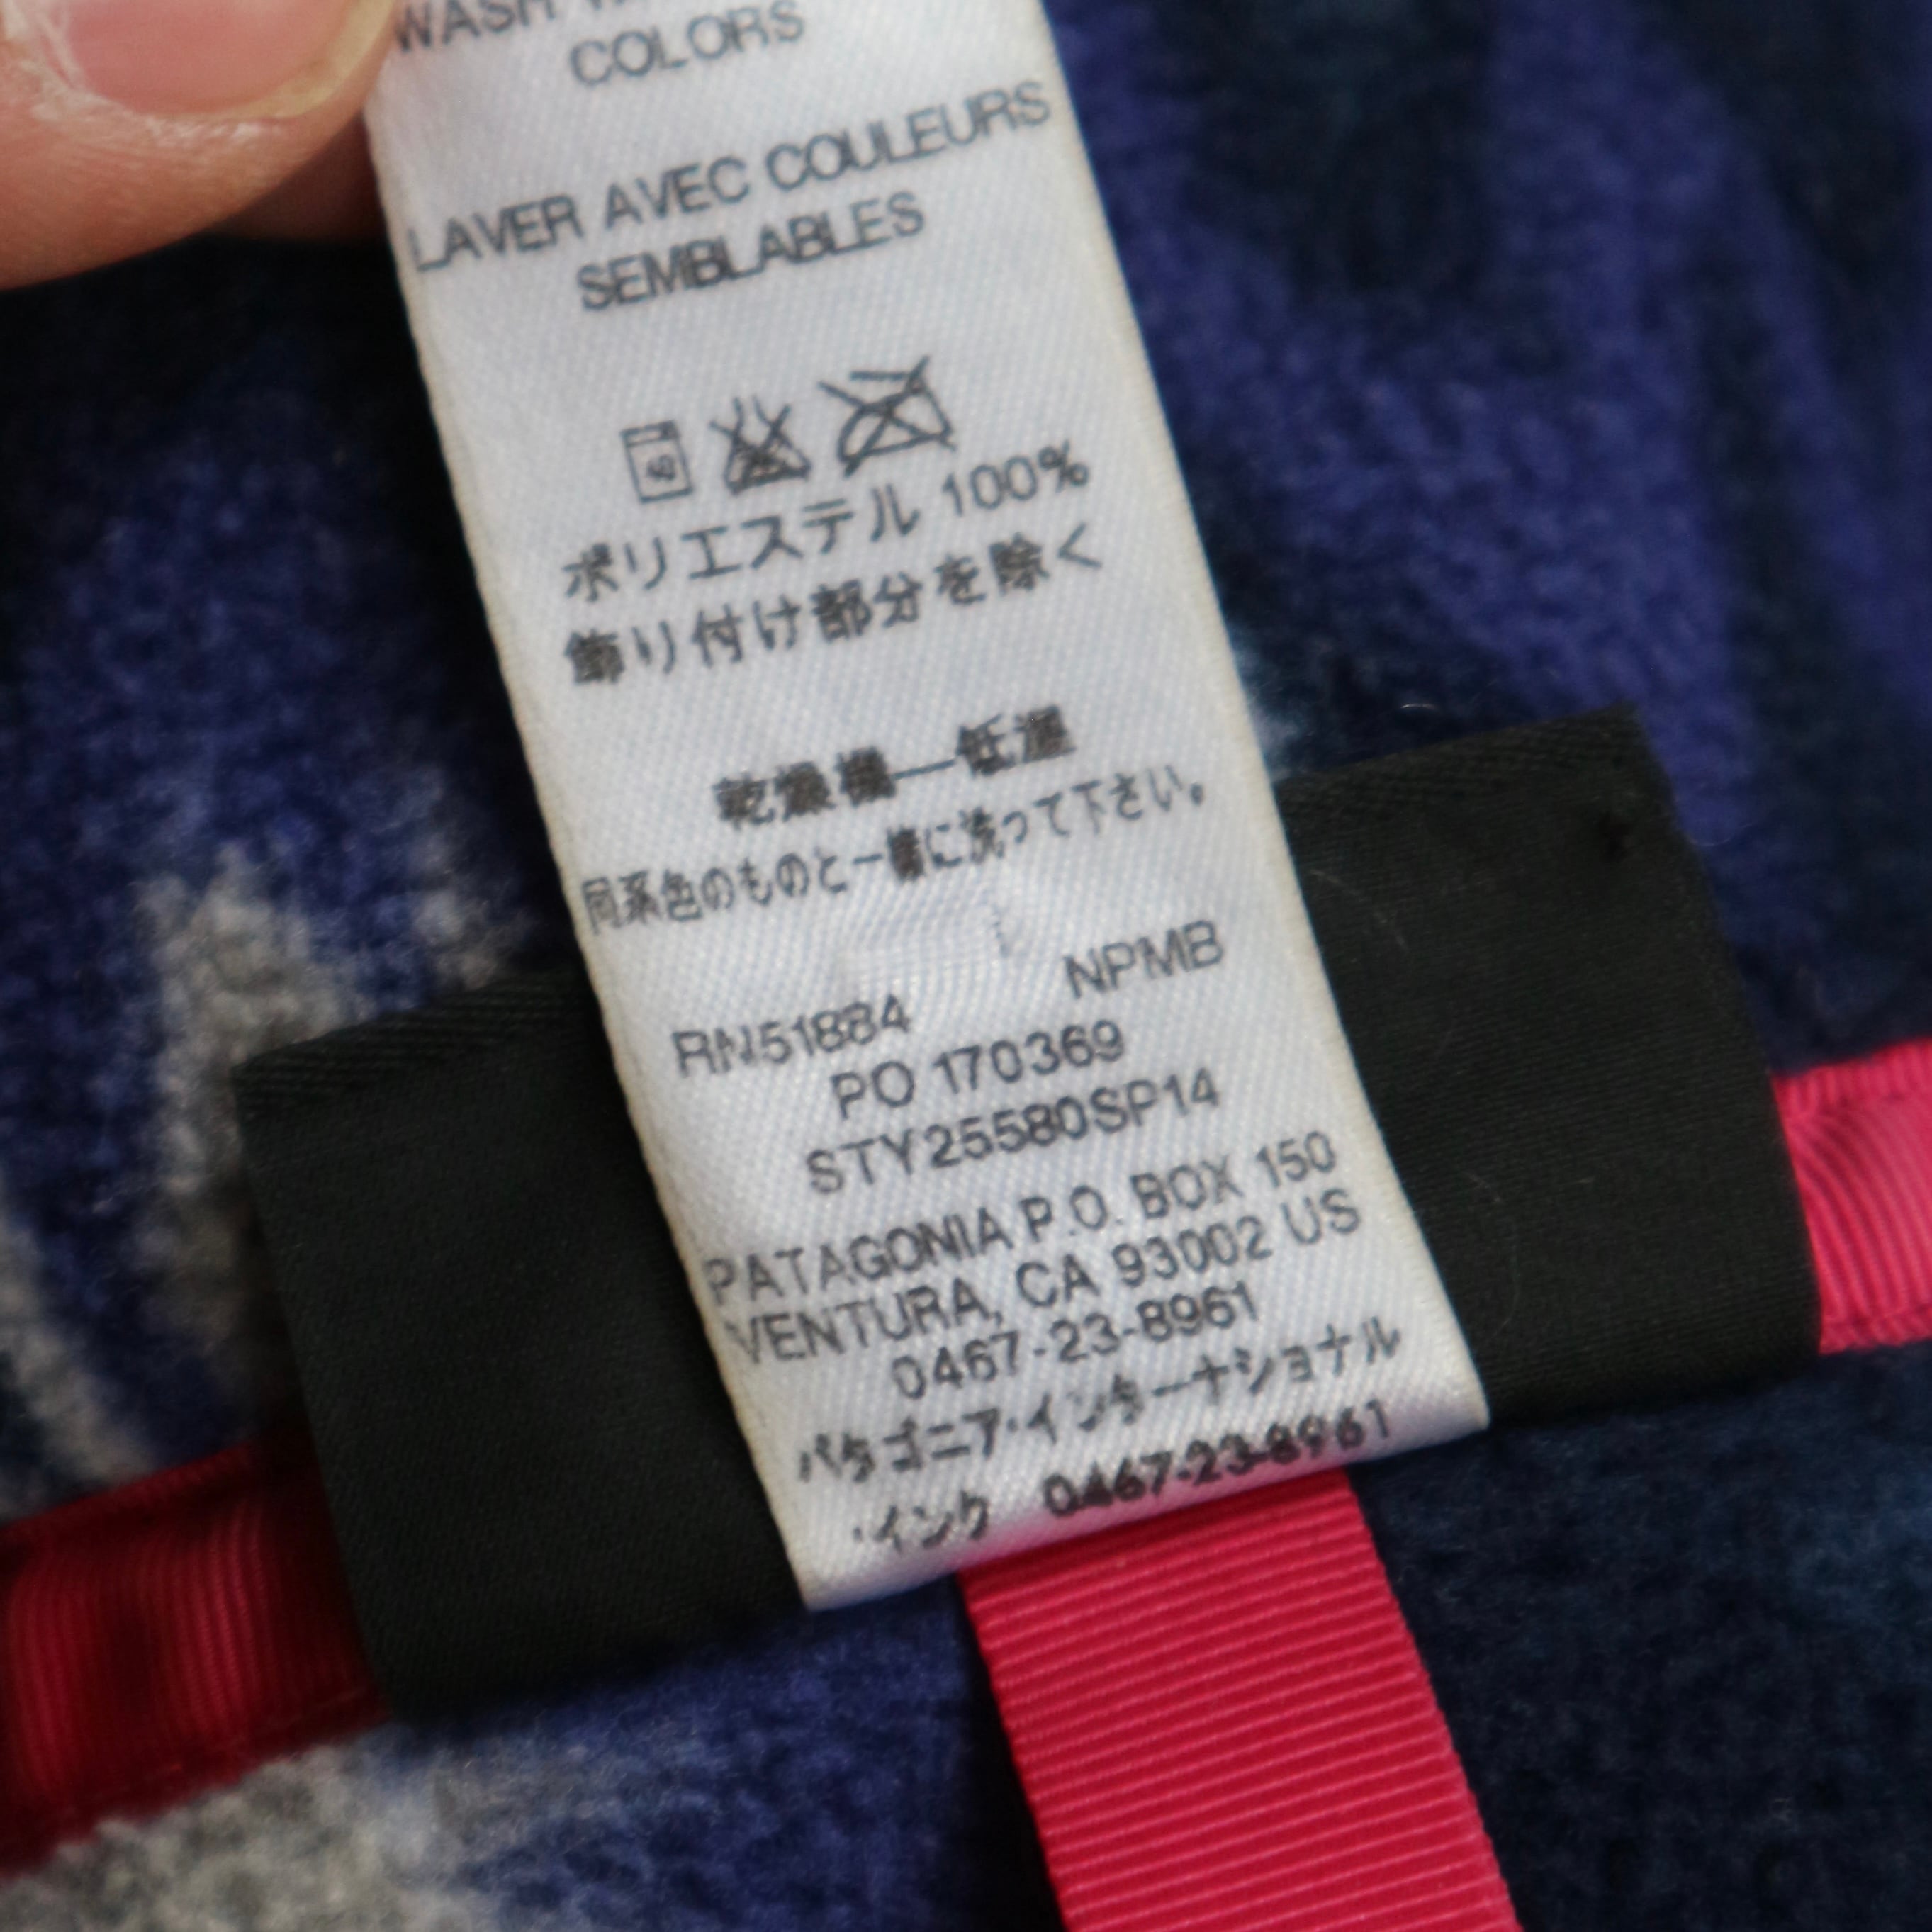 WASH
COLORS
LAVER AVEC COULEURS
SEMBLABLES
40
ポリエステル 100%
飾り付け部分を除く
乾燥機—低温
同系色のものと一緒に洗って下さい。
NPMB
RN51884
PO 170369
STY25580SP14
PATAGONIA P.O. BOX 150
VENTURA, CA 93002 US
0467-23-8961
パタゴニア・インターナショナル
・インク 0467-23-8961